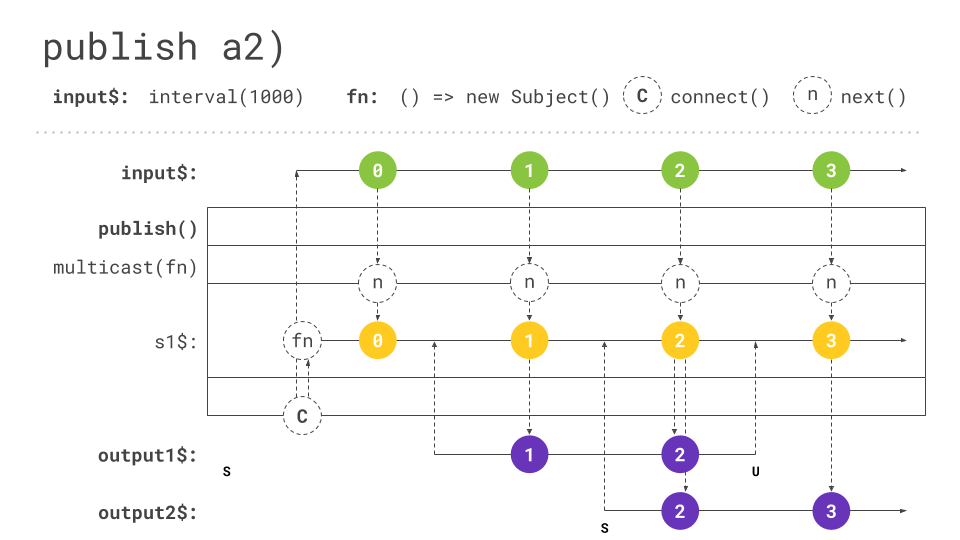 publish a2)
input$: interval(1000) fn: () => new Subject() C connect() n next()
input$: 0 1 2 3
publish()
multicast(fn)
n n n n
s1$: fn 0 1 2 3
C
output1$: 1 2
S U
output2$: 2 3
S